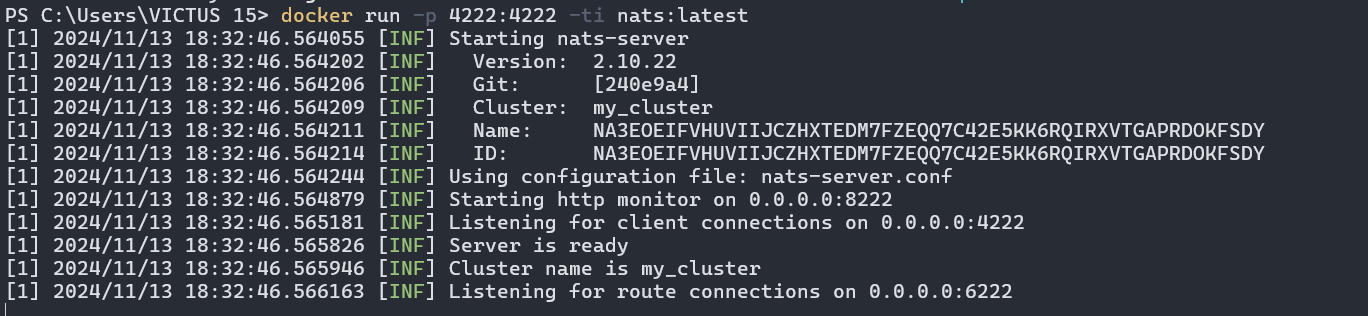 PS C:\Users\VICTUS 15> docker run -p 4222:4222 -ti nats:latest
[1] 2024/11/13 18:32:46.564055 [INF] Starting nats-server
[1] 2024/11/13 18:32:46.564202 [INF]   Version:  2.10.22
[1] 2024/11/13 18:32:46.564206 [INF]   Git:      [240e9a4]
[1] 2024/11/13 18:32:46.564209 [INF]   Cluster:  my_cluster
[1] 2024/11/13 18:32:46.564211 [INF]   Name:     NA3EOEIFVHUVIIJCZHXTEDM7FZEQQ7C42E5KK6RQIRXVTGAPRDOKFSDY
[1] 2024/11/13 18:32:46.564214 [INF]   ID:       NA3EOEIFVHUVIIJCZHXTEDM7FZEQQ7C42E5KK6RQIRXVTGAPRDOKFSDY
[1] 2024/11/13 18:32:46.564244 [INF] Using configuration file: nats-server.conf
[1] 2024/11/13 18:32:46.564879 [INF] Starting http monitor on 0.0.0.0:8222
[1] 2024/11/13 18:32:46.565181 [INF] Listening for client connections on 0.0.0.0:4222
[1] 2024/11/13 18:32:46.565826 [INF] Server is ready
[1] 2024/11/13 18:32:46.565946 [INF] Cluster name is my_cluster
[1] 2024/11/13 18:32:46.566163 [INF] Listening for route connections on 0.0.0.0:6222